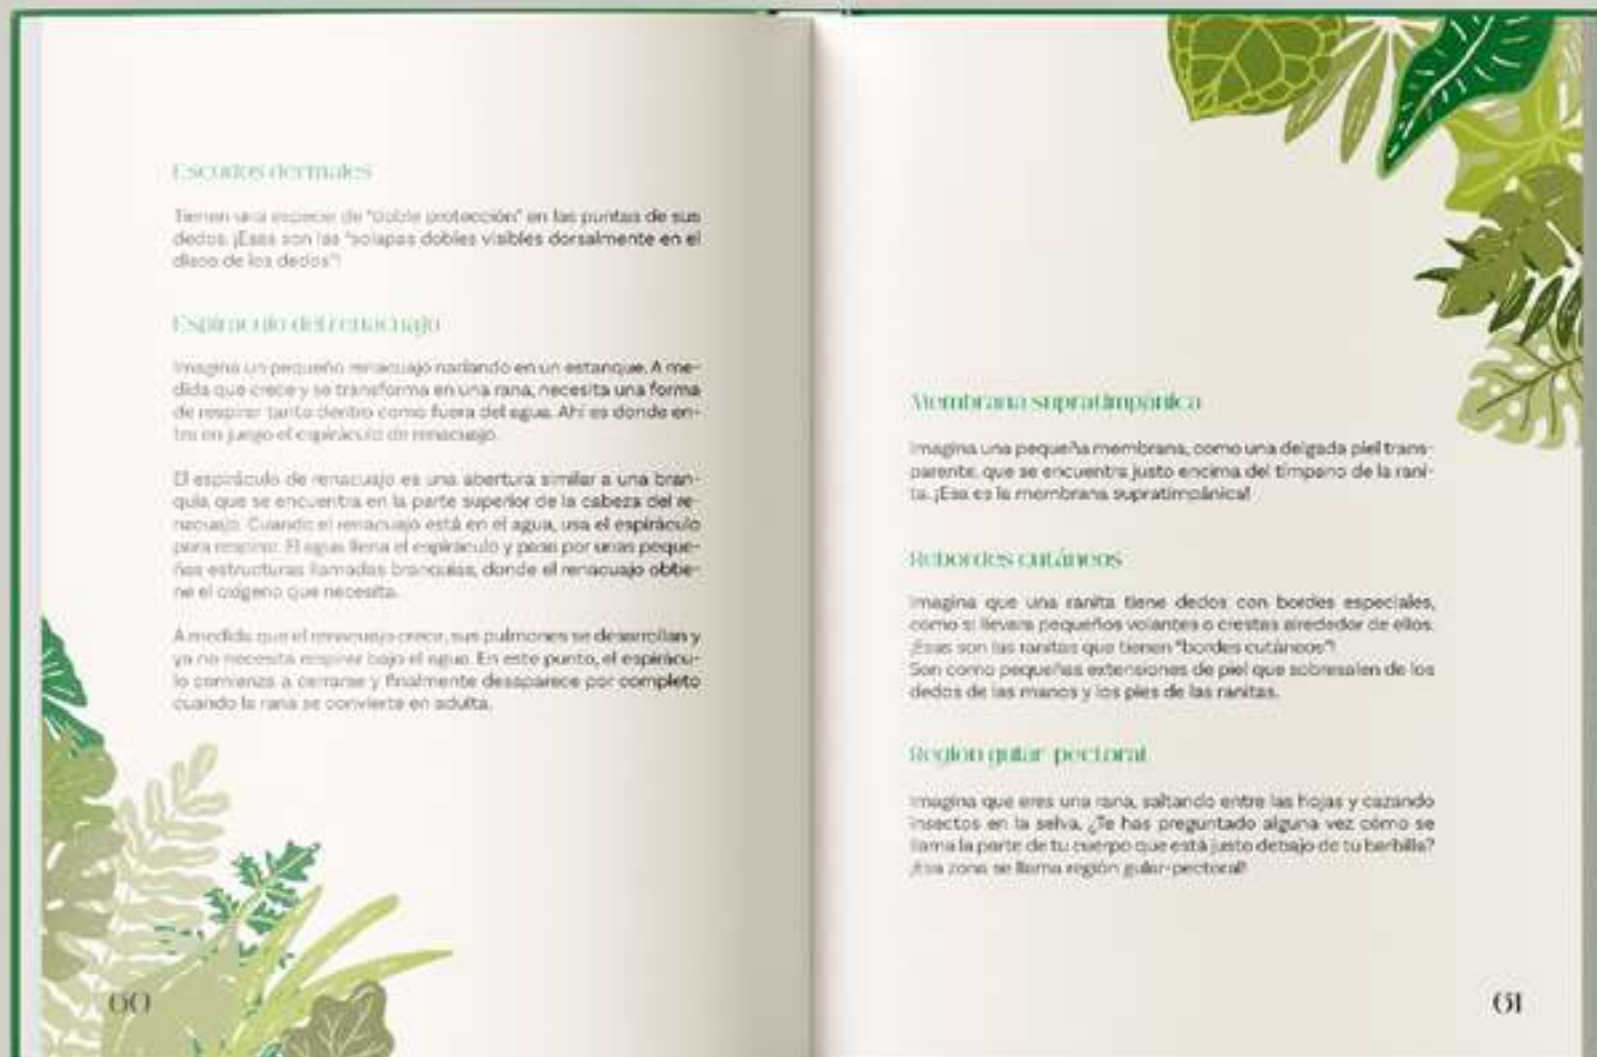 Escudos dermales
Tienen una especie de "doble protección" en las puntas de sus
dedos. ¡Esas son las "solapas dobles visibles dorsalmente en el
disco de los dedos"!
Espiráculo del renacuajo
Imagina un pequeño renacuajo nadando en un estanque. A me-
dida que crece y se transforma en una rana, necesita una forma
de respirar tanto dentro como fuera del agua. Ahí es donde en-
tra en juego el espiráculo de renacuajo.
El espiráculo de renacuajo es una abertura similar a una bran-
quia que se encuentra en la parte superior de la cabeza del re-
nacuajo. Cuando el renacuajo está en el agua, usa el espiráculo
para respirar. El agua llena el espiráculo y pasa por unas peque-
ñas estructuras llamadas branquias, donde el renacuajo obtie-
ne el oxígeno que necesita.
A medida que el renacuajo crece, sus pulmones se desarrollan y
ya no necesita respirar bajo el agua. En este punto, el espirácu-
lo comienza a cerrarse y finalmente desaparece por completo
cuando la rana se convierte en adulta.
60
Membrana supratimpánica
Imagina una pequeña membrana, como una delgada piel trans-
parente, que se encuentra justo encima del tímpano de la rani-
ta. ¡Esa es la membrana supratimpánica!
Rebordes cutáneos
Imagina que una ranita tiene dedos con bordes especiales,
como si llevara pequeños volantes o crestas alrededor de ellos.
¡Esas son las ranitas que tienen "bordes cutáneos"!
Son como pequeñas extensiones de piel que sobresalen de los
dedos de las manos y los pies de las ranitas.
Región gular-pectoral
Imagina que eres una rana, saltando entre las hojas y cazando
insectos en la selva. ¿Te has preguntado alguna vez cómo se
llama la parte de tu cuerpo que está justo debajo de tu barbilla?
¡Esa zona se llama región gular-pectoral!
61